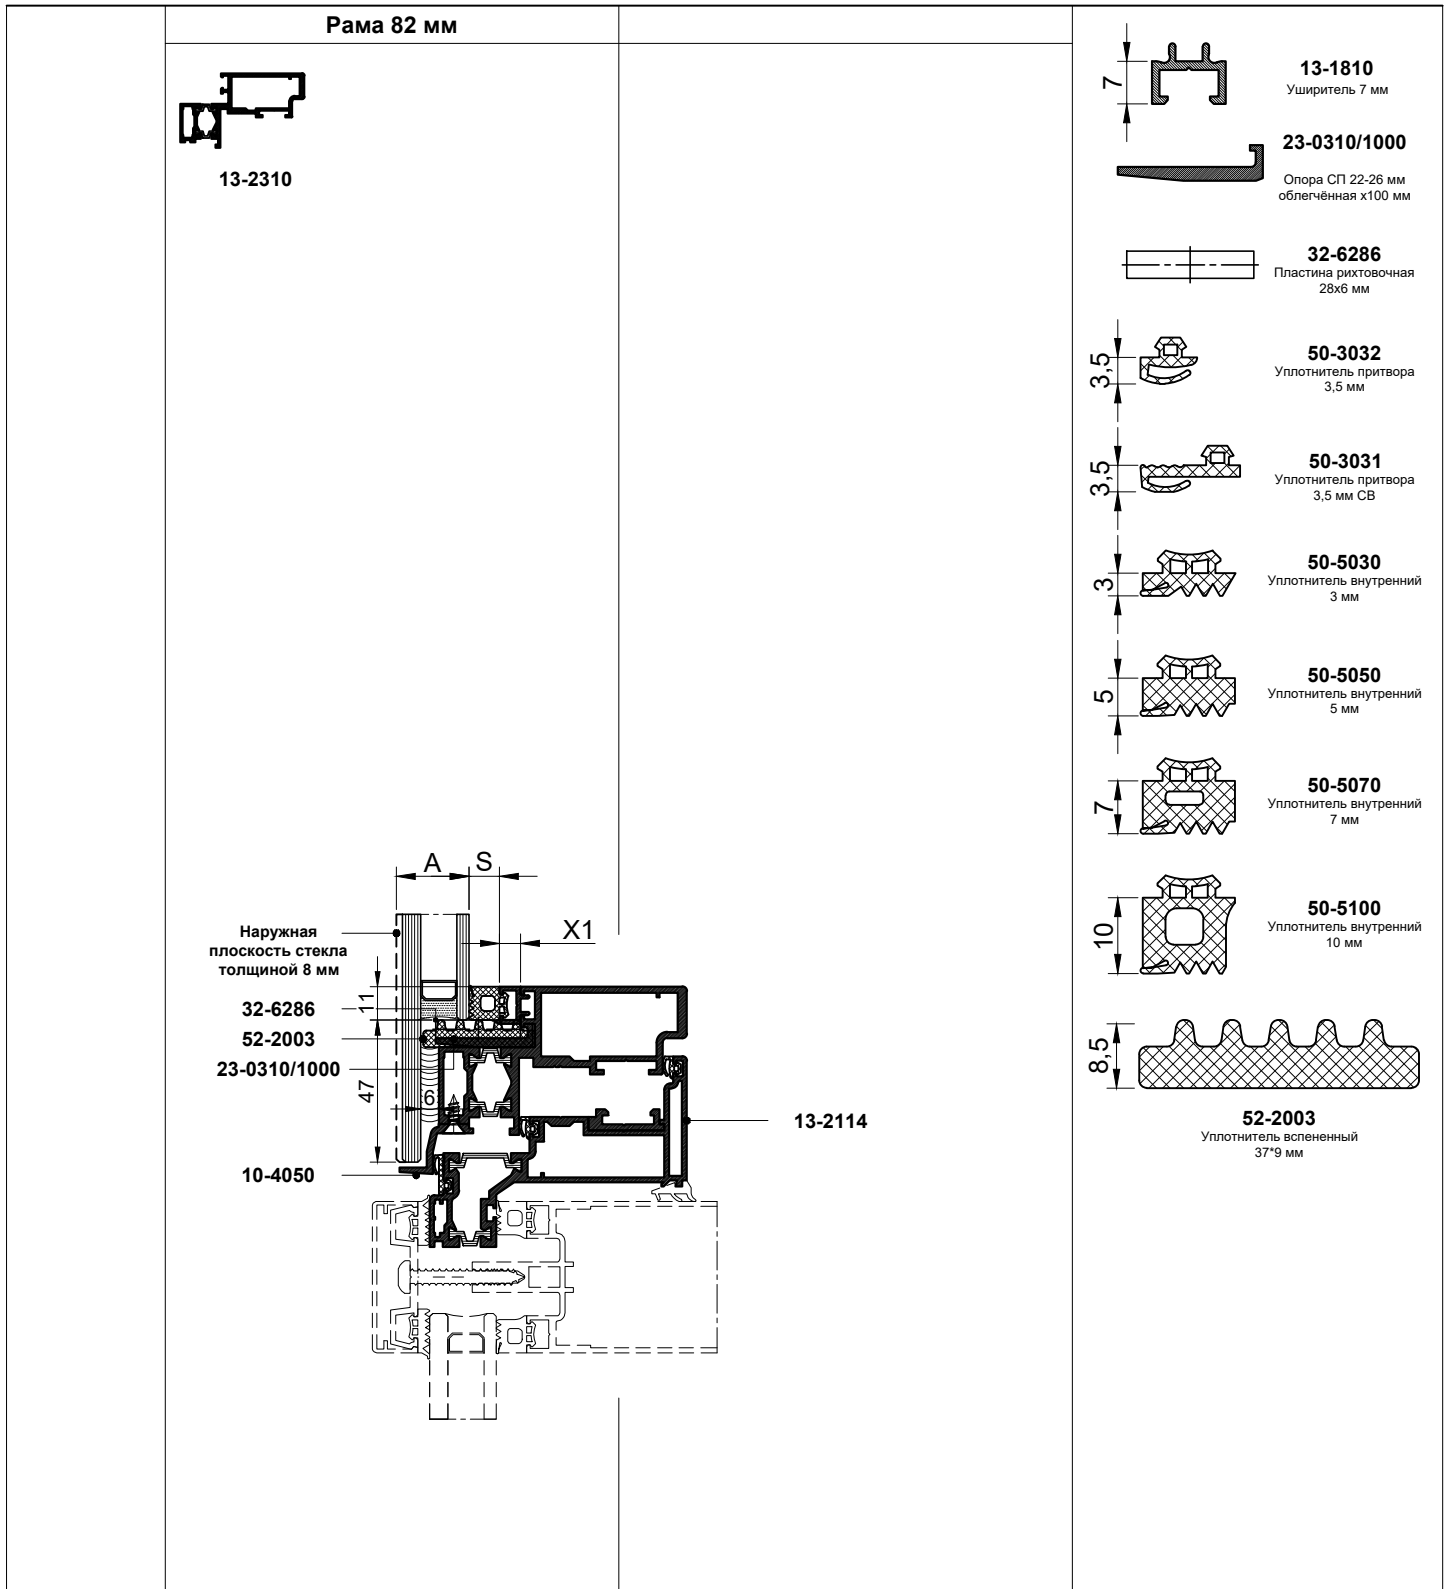 Рама 82 мм
13-2310
A
S
X1
Наружная
плоскость стекла
толщиной 8 мм
11
32-6286
52-2003
23-0310/1000
47
6
10-4050
13-2114
7
13-1810
Уширитель 7 мм
23-0310/1000
Опора СП 22-26 мм
облегчённая х100 мм
32-6286
Пластина рихтовочная
28х6 мм
3,5
50-3032
Уплотнитель притвора
3,5 мм
3,5
50-3031
Уплотнитель притвора
3,5 мм СВ
3
50-5030
Уплотнитель внутренний
3 мм
5
50-5050
Уплотнитель внутренний
5 мм
7
50-5070
Уплотнитель внутренний
7 мм
10
50-5100
Уплотнитель внутренний
10 мм
8,5
52-2003
Уплотнитель вспененный
37*9 мм